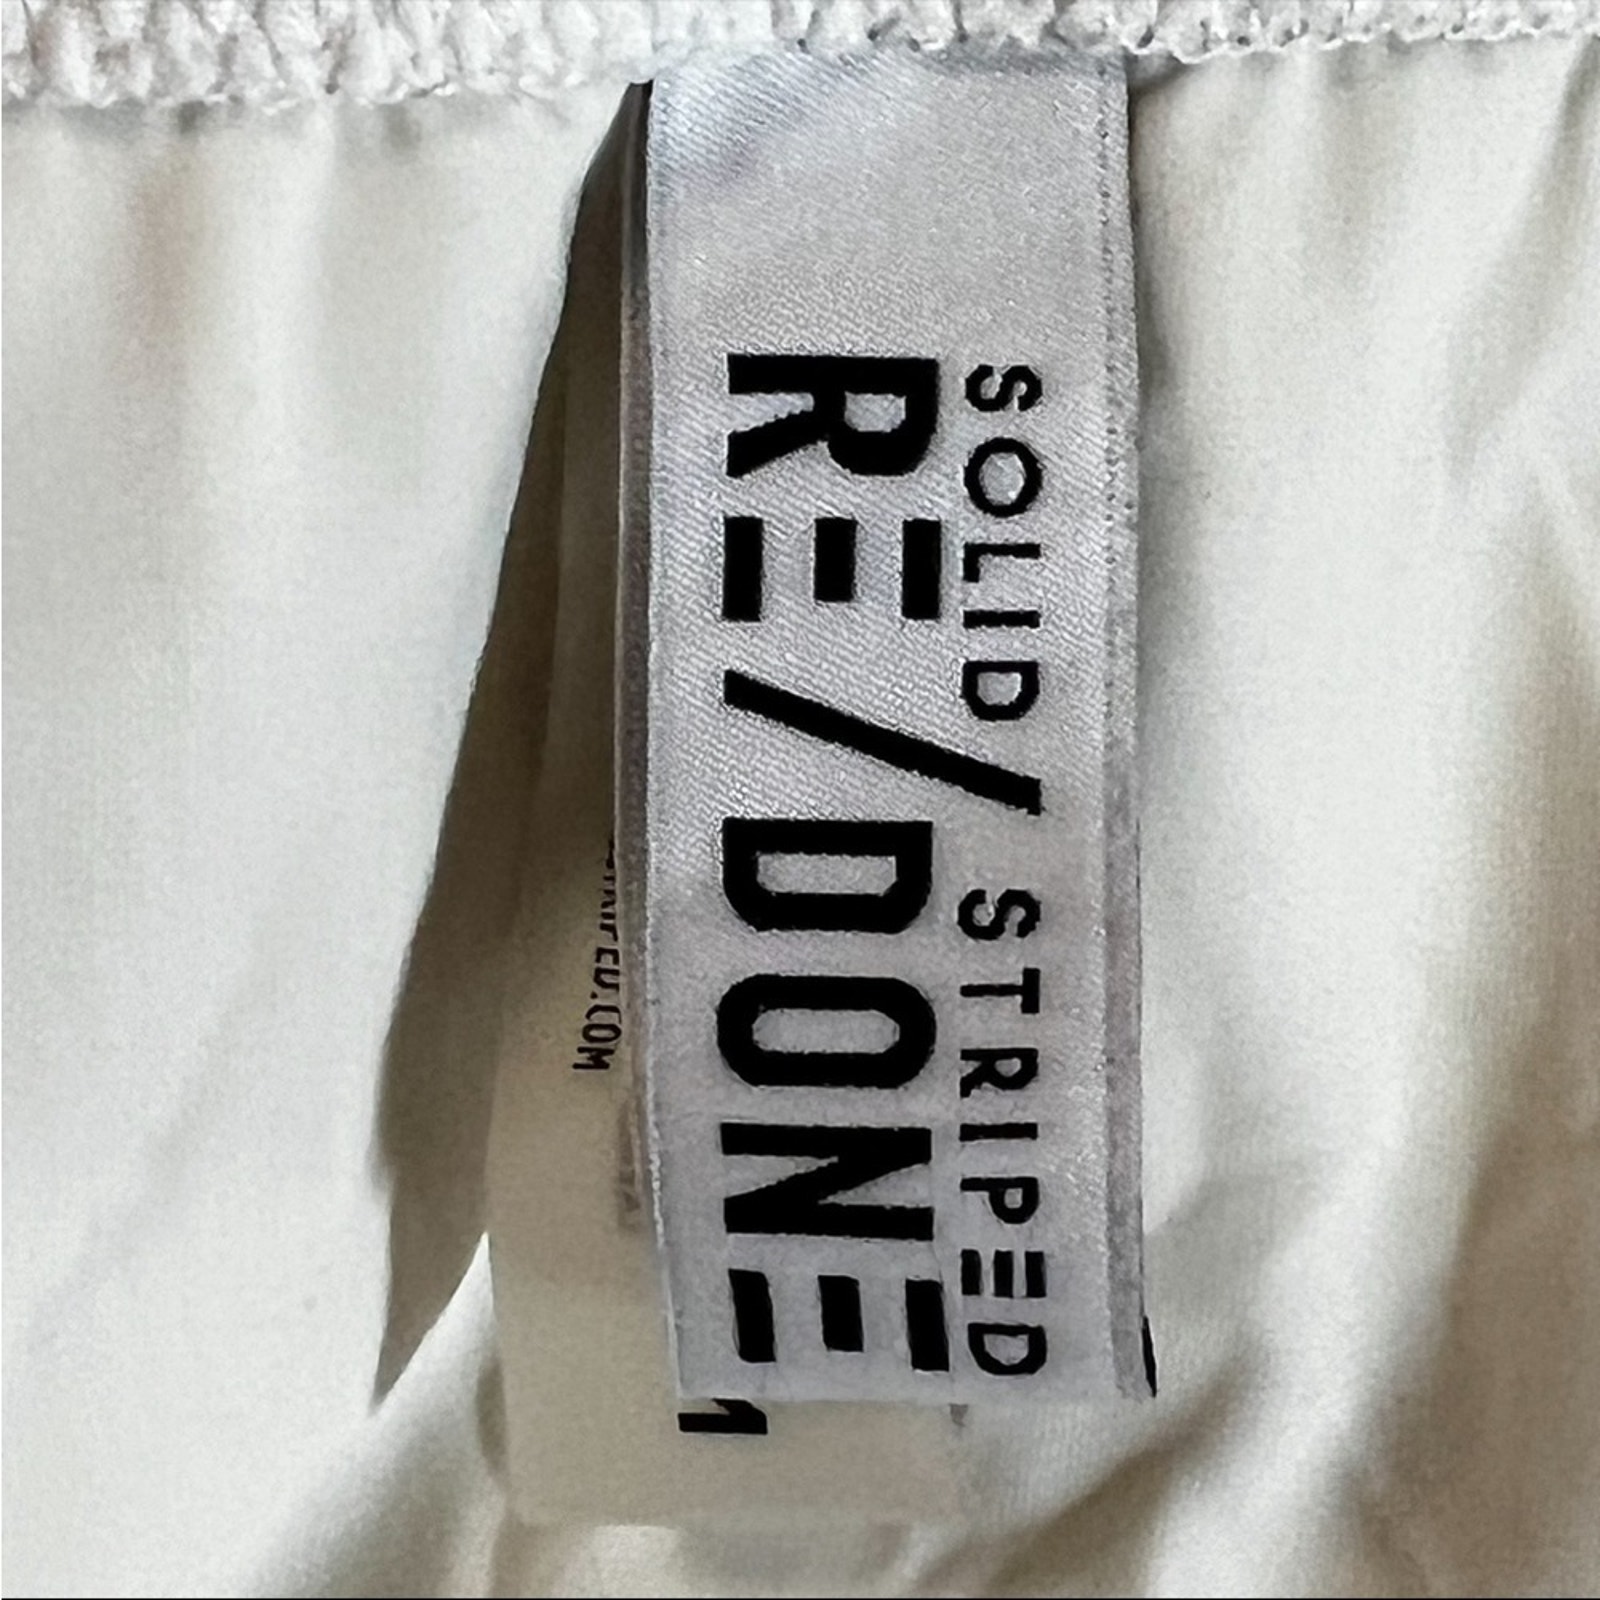 SOLID / STRIPED
RE/DONE